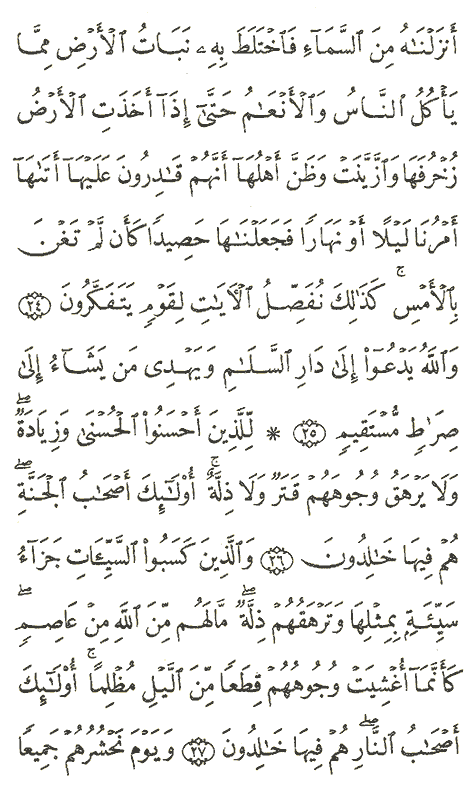 أَنزَلْنَٰهُ مِنَ ٱلسَّمَآءِ فَٱخْتَلَطَ بِهِۦ نَبَاتُ ٱلْأَرْضِ مِمَّا
يَأْكُلُ ٱلنَّاسُ وَٱلْأَنْعَٰمُ حَتَّىٰٓ إِذَآ أَخَذَتِ ٱلْأَرْضُ
زُخْرُفَهَا وَٱزَّيَّنَتْ وَظَنَّ أَهْلُهَآ أَنَّهُمْ قَٰدِرُونَ عَلَيْهَآ أَتَىٰهَآ
أَمْرُنَا لَيْلًا أَوْ نَهَارًا فَجَعَلْنَٰهَا حَصِيدًا كَأَن لَّمْ تَغْنَ
بِٱلْأَمْسِ ۚ كَذَٰلِكَ نُفَصِّلُ ٱلْءَايَٰتِ لِقَوْمٍ يَتَفَكَّرُونَ ٢٤
وَٱللَّهُ يَدْعُوٓا۟ إِلَىٰ دَارِ ٱلسَّلَٰمِ وَيَهْدِى مَن يَشَآءُ إِلَىٰ
صِرَٰطٍ مُّسْتَقِيمٍ ٢٥ * لِّلَّذِينَ أَحْسَنُوا۟ ٱلْحُسْنَىٰ وَزِيَادَةٌ ۖ
وَلَا يَرْهَقُ وُجُوهَهُمْ قَتَرٌ وَلَا ذِلَّةٌ ۚ أُو۟لَٰٓئِكَ أَصْحَٰبُ ٱلْجَنَّةِ ۖ
هُمْ فِيهَا خَٰلِدُونَ ٢٦ وَٱلَّذِينَ كَسَبُوا۟ ٱلسَّيِّـَٔاتِ جَزَآءُ
سَيِّئَةٍۭ بِمِثْلِهَا وَتَرْهَقُهُمْ ذِلَّةٌ ۖ مَّا لَهُم مِّنَ ٱللَّهِ مِنْ عَاصِمٍ ۖ
كَأَنَّمَآ أُغْشِيَتْ وُجُوهُهُمْ قِطَعًا مِّنَ ٱلَّيْلِ مُظْلِمًا ۚ أُو۟لَٰٓئِكَ
أَصْحَٰبُ ٱلنَّارِ ۖ هُمْ فِيهَا خَٰلِدُونَ ٢٧ وَيَوْمَ نَحْشُرُهُمْ جَمِيعًا